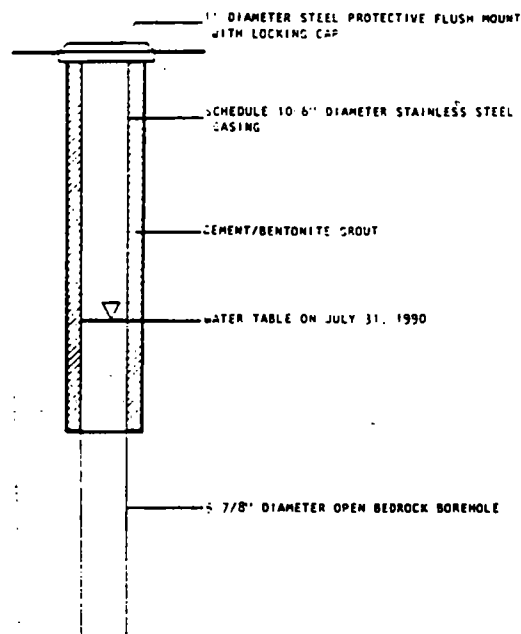 DIAMETER STEEL PROTECTIVE FLUSH MOUNT
WITH LOCKING CAP
SCHEDULE 10 6" DIAMETER STAINLESS STEEL
CASING
CEMENT/BENTONITE GROUT
WATER TABLE ON JULY 31, 1990
7/8" DIAMETER OPEN BEDROCK BOREHOLE